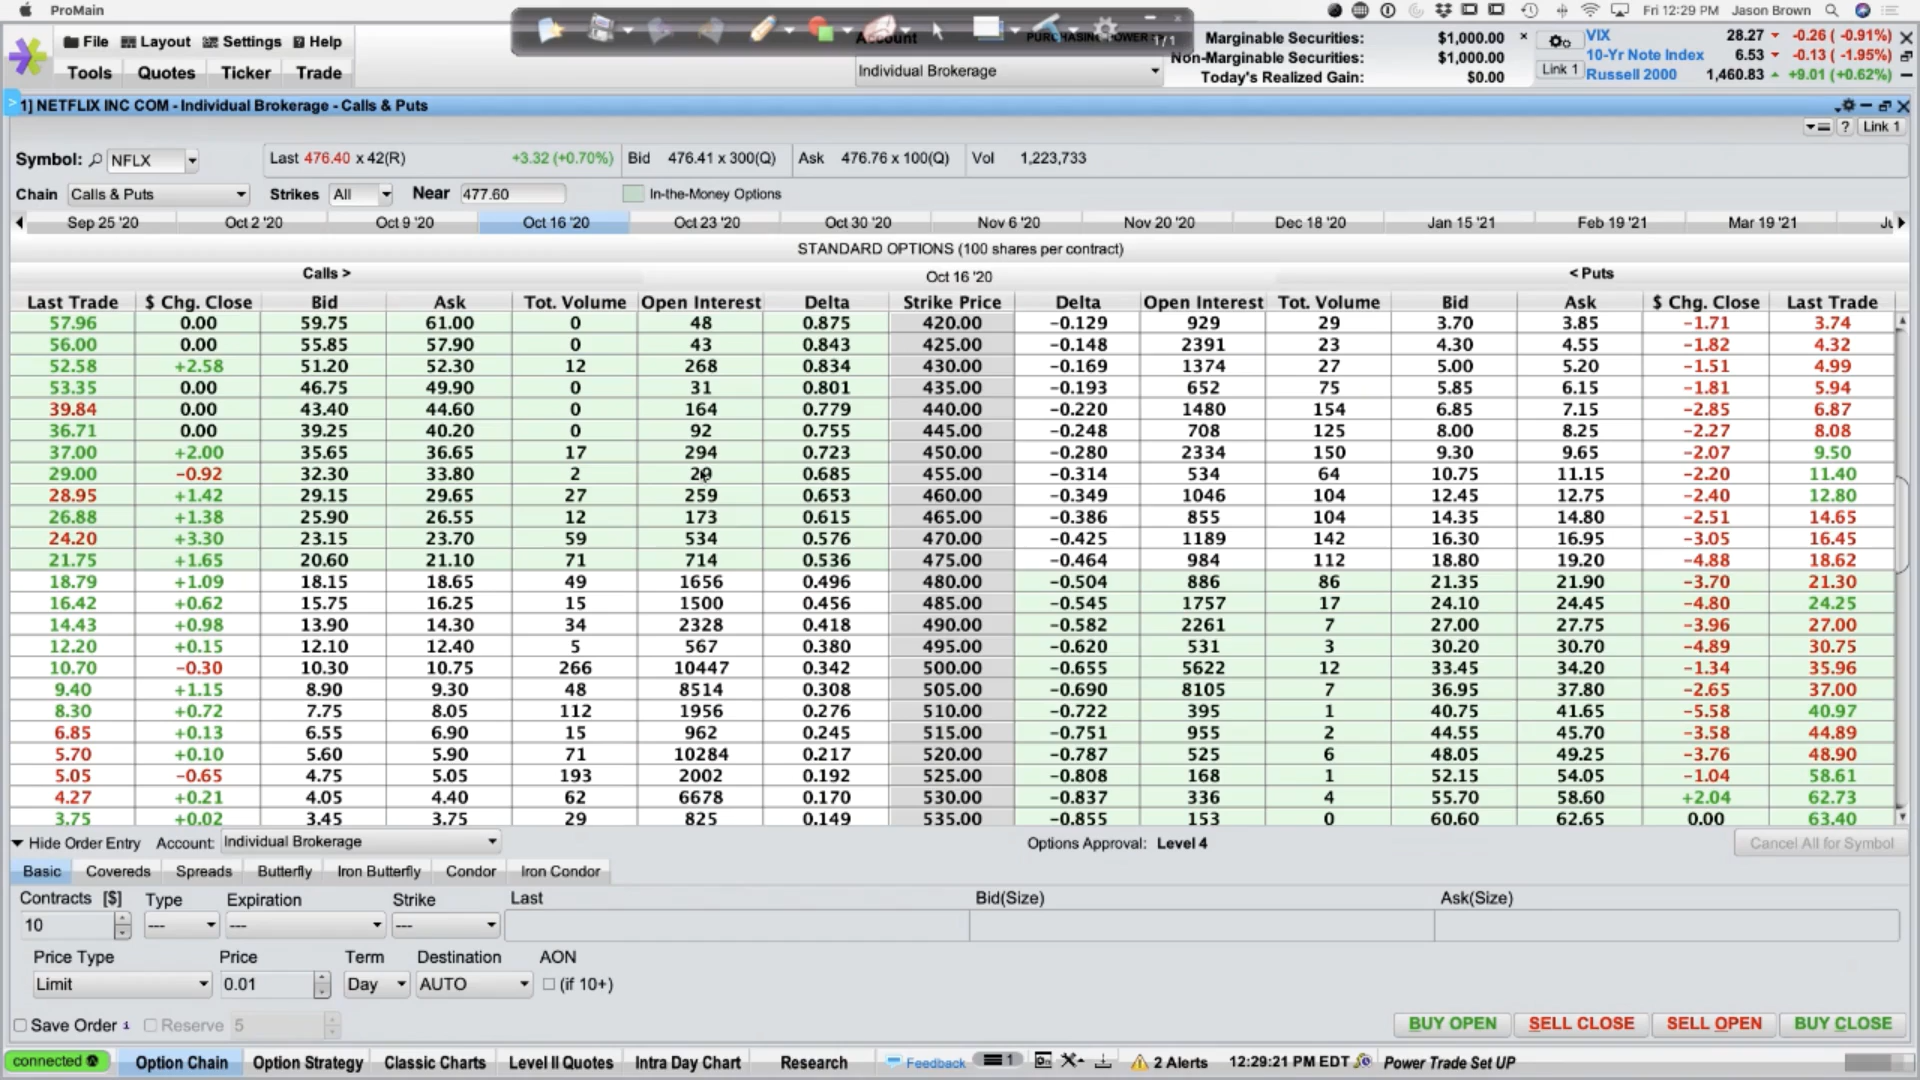 ProMain Fri 12:29 PM Jason Brown
File Layout Settings Help
Tools Quotes Ticker Trade
Individual Brokerage
1/1
Marginable Securities: $1,000.00
Non-Marginable Securities: $1,000.00
Today's Realized Gain: $0.00
Link 1
VIX 28.27 -0.26 ( -0.91%)
10-Yr Note Index 6.53 -0.13 ( -1.95%)
Russell 2000 1,460.83 +9.01 (+0.62%)
1] NETFLIX INC COM - Individual Brokerage - Calls & Puts
? Link 1
Symbol: NFLX Last 476.40 x 42(R) +3.32 (+0.70%) Bid 476.41 x 300(Q) Ask 476.76 x 100(Q) Vol 1,223,733
Chain Calls & Puts Strikes All Near 477.60 In-the-Money Options
Sep 25 '20 Oct 2 '20 Oct 9 '20 Oct 16 '20 Oct 23 '20 Oct 30 '20 Nov 6 '20 Nov 20 '20 Dec 18 '20 Jan 15 '21 Feb 19 '21 Mar 19 '21
STANDARD OPTIONS (100 shares per contract)
Calls > Oct 16 '20 < Puts
Last Trade $ Chg. Close Bid Ask Tot. Volume Open Interest Delta Strike Price Delta Open Interest Tot. Volume Bid Ask $ Chg. Close Last Trade
57.96 0.00 59.75 61.00 0 48 0.875 420.00 -0.129 929 29 3.70 3.85 -1.71 3.74
56.00 0.00 55.85 57.90 0 43 0.843 425.00 -0.148 2391 23 4.30 4.55 -1.82 4.32
52.58 +2.58 51.20 52.30 12 268 0.834 430.00 -0.169 1374 27 5.00 5.20 -1.51 4.99
53.35 0.00 46.75 49.90 0 31 0.801 435.00 -0.193 652 75 5.85 6.15 -1.81 5.94
39.84 0.00 43.40 44.60 0 164 0.779 440.00 -0.220 1480 154 6.85 7.15 -2.85 6.87
36.71 0.00 39.25 40.20 0 92 0.755 445.00 -0.248 708 125 8.00 8.25 -2.27 8.08
37.00 +2.00 35.65 36.65 17 294 0.723 450.00 -0.280 2334 150 9.30 9.65 -2.07 9.50
29.00 -0.92 32.30 33.80 2 0.685 455.00 -0.314 534 64 10.75 11.15 -2.20 11.40
28.95 +1.42 29.15 29.65 27 259 0.653 460.00 -0.349 1046 104 12.45 12.75 -2.40 12.80
26.88 +1.38 25.90 26.55 12 173 0.615 465.00 -0.386 855 104 14.35 14.80 -2.51 14.65
24.20 +3.30 23.15 23.70 59 534 0.576 470.00 -0.425 1189 142 16.30 16.95 -3.05 16.45
21.75 +1.65 20.60 21.10 71 714 0.536 475.00 -0.464 984 112 18.80 19.20 -4.88 18.62
18.79 +1.09 18.15 18.65 49 1656 0.496 480.00 -0.504 886 86 21.35 21.90 -3.70 21.30
16.42 +0.62 15.75 16.25 15 1500 0.456 485.00 -0.545 1757 17 24.10 24.45 -4.80 24.25
14.43 +0.98 13.90 14.30 34 2328 0.418 490.00 -0.582 2261 7 27.00 27.75 -3.96 27.00
12.20 +0.15 12.10 12.40 5 567 0.380 495.00 -0.620 531 3 30.20 30.70 -4.89 30.75
10.70 -0.30 10.30 10.75 266 10447 0.342 500.00 -0.655 5622 12 33.45 34.20 -1.34 35.96
9.40 +1.15 8.90 9.30 48 8514 0.308 505.00 -0.690 8105 7 36.95 37.80 -2.65 37.00
8.30 +0.72 7.75 8.05 112 1956 0.276 510.00 -0.722 395 1 40.75 41.65 -5.58 40.97
6.85 +0.13 6.55 6.90 15 962 0.245 515.00 -0.751 955 2 44.55 45.70 -3.58 44.89
5.70 +0.10 5.60 5.90 71 10284 0.217 520.00 -0.787 525 6 48.05 49.25 -3.76 48.90
5.05 -0.65 4.75 5.05 193 2002 0.192 525.00 -0.808 168 1 52.15 54.05 -1.04 58.61
4.27 +0.21 4.05 4.40 62 6678 0.170 530.00 -0.837 336 4 55.70 58.60 +2.04 62.73
3.75 +0.02 3.45 3.75 29 825 0.149 535.00 -0.855 153 0 60.60 62.65 0.00 63.40
Hide Order Entry Account: Individual Brokerage Options Approval: Level 4 Cancel All for Symbol
Basic Covereds Spreads Butterfly Iron Butterfly Condor Iron Condor
Contracts [$] Type Expiration Strike Last Bid(Size) Ask(Size)
10 --- --- ---
Price Type Price Term Destination AON
Limit 0.01 Day AUTO (if 10+)
Save Order i Reserve 5 BUY OPEN SELL CLOSE SELL OPEN BUY CLOSE
connected Option Chain Option Strategy Classic Charts Level II Quotes Intra Day Chart Research Feedback 1 2 Alerts 12:29:21 PM EDT Power Trade Set UP